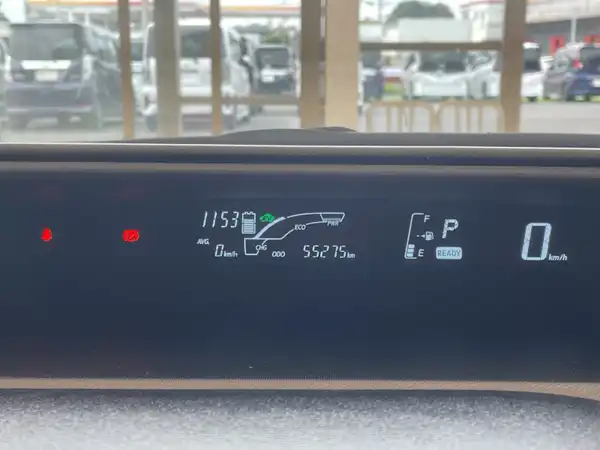 1153
ECO
PWR
AVG.
0km/h
CHG
ODO
55275km
F
E
P
READY
0
km/h